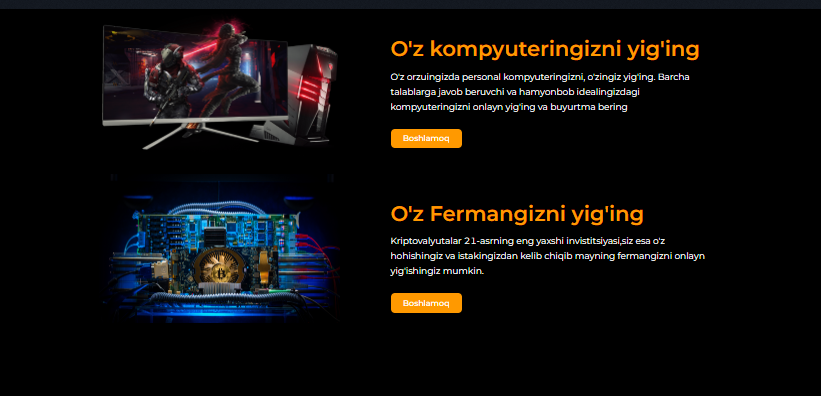 O'z kompyuteringizni yig'ing
O'z orzuingizda personal kompyuteringizni, o'zingiz yig'ing. Barcha
talablarga javob beruvchi va hamyonbob idealingizdagi
kompyuteringizni onlayn yig'ing va buyurtma bering
Boshlamoq
O'z Fermangizni yig'ing
Kriptovalyutalar 21-asrning eng yaxshi invistitsiyasi,siz esa o'z
hohishingiz va istakingizdan kelib chiqib mayning fermangizni onlayn
yig'ishingiz mumkin.
Boshlamoq